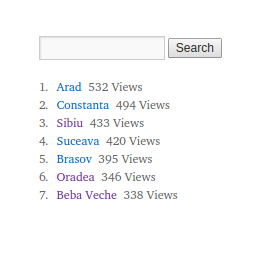 Search
1. Arad 532 Views
2. Constanta 494 Views
3. Sibiu 433 Views
4. Suceava 420 Views
5. Brasov 395 Views
6. Oradea 346 Views
7. Beba Veche 338 Views